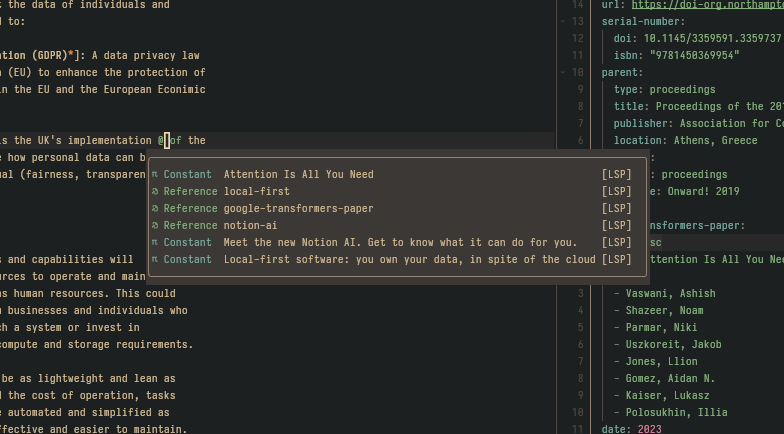 t the data of individuals and
d to:
ation (GDPR)*]: A data privacy law
n (EU) to enhance the protection of
in the EU and the European Econimic
is the UK's implementation @ of the
e how personal data can b
ual (fairness, transparen
π Constant Attention Is All You Need [LSP]
Reference local-first [LSP]
Reference google-transformers-paper [LSP]
Reference notion-ai [LSP]
π Constant Meet the new Notion AI. Get to know what it can do for you. [LSP]
π Constant Local-first software: you own your data, in spite of the cloud [LSP]
s and capabilities will
urces to operate and main
as human resources. This could
n businesses and individuals who
ch a system or invest in
compute and storage requirements.
be as lightweight and lean as
d the cost of operation, tasks
e automated and simplified as
ffective and easier to maintain.
14 url: https://doi-org.northampto
13 serial-number:
12 doi: 10.1145/3359591.3359737
11 isbn: "9781450369954"
10 parent:
9 type: proceedings
8 title: Proceedings of the 201
7 publisher: Association for Co
6 location: Athens, Greece
:
: proceedings
e: Onward! 2019
nsformers-paper:
sc
ttention Is All You Nee
3 - Vaswani, Ashish
4 - Shazeer, Noam
5 - Parmar, Niki
6 - Uszkoreit, Jakob
7 - Jones, Llion
8 - Gomez, Aidan N.
9 - Kaiser, Lukasz
10 - Polosukhin, Illia
11 date: 2023